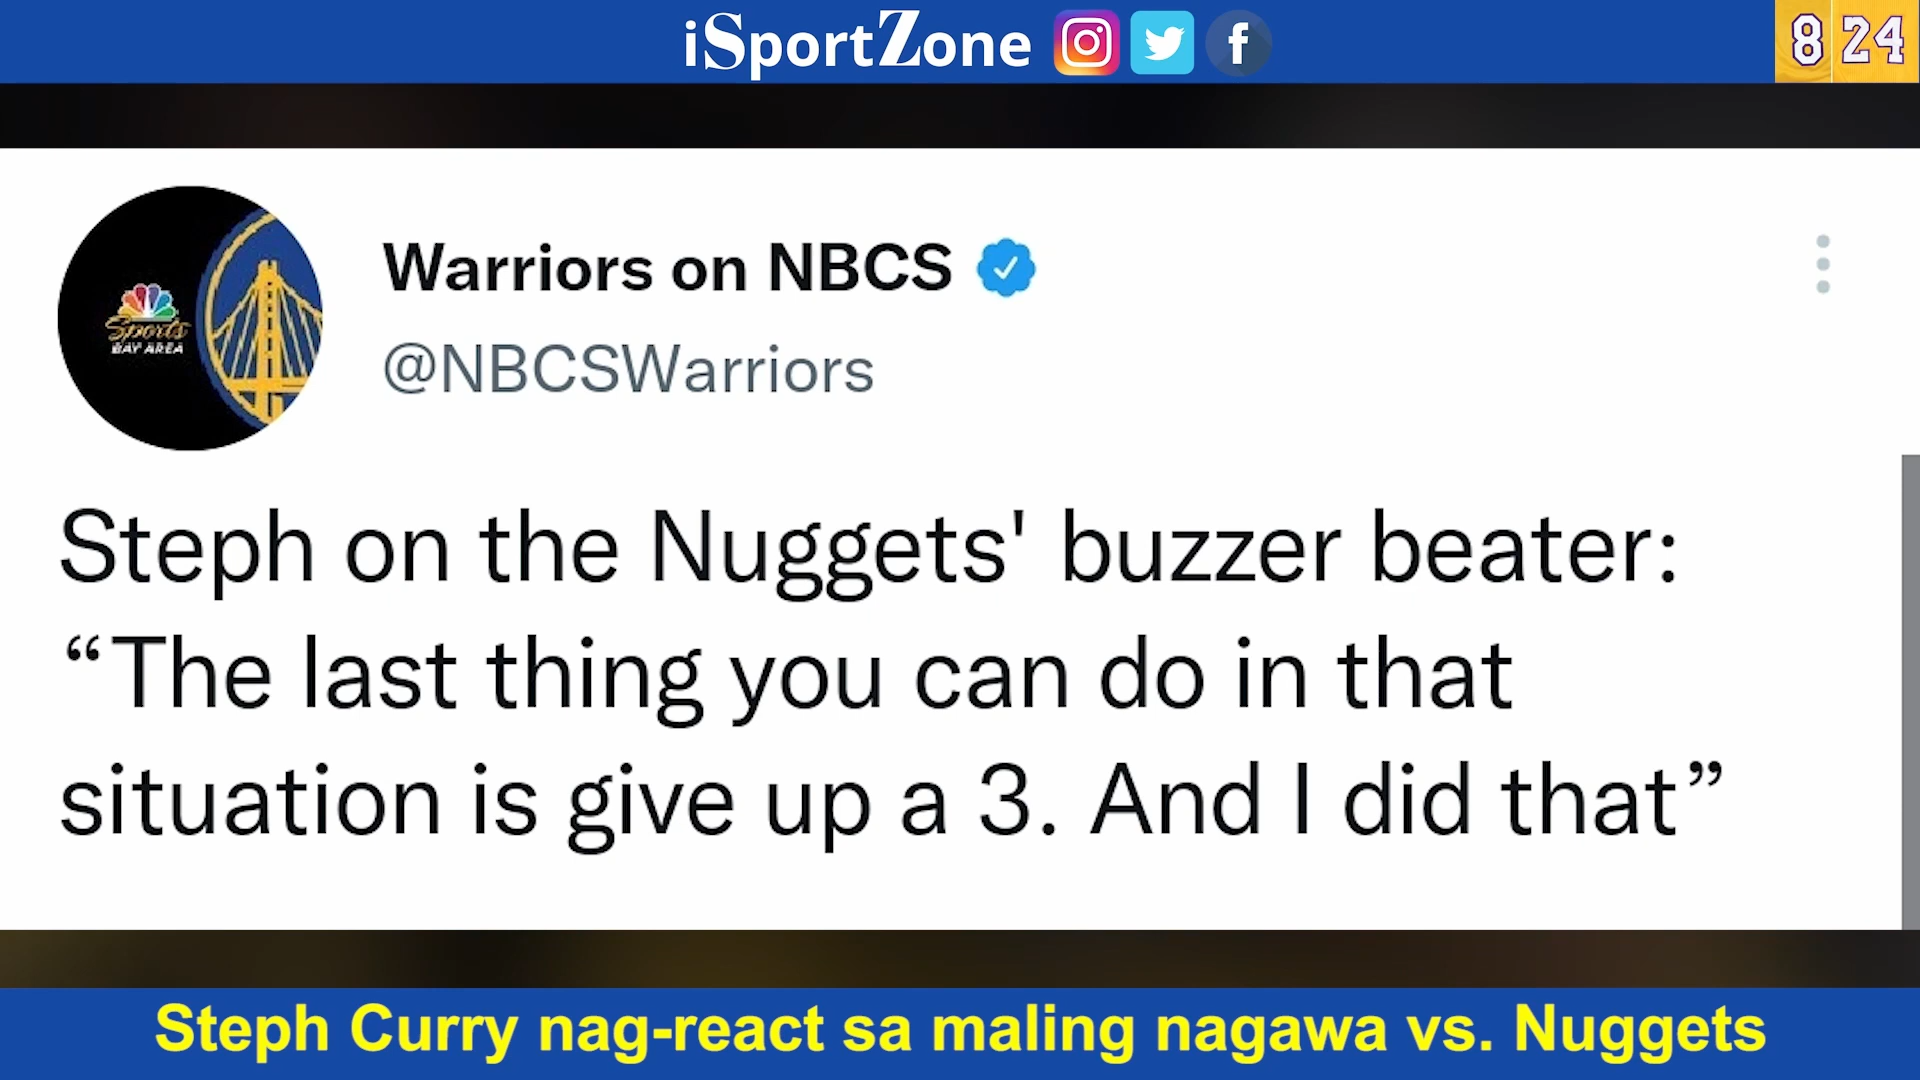 iSportZone
8 24
Sports
BAY AREA
Warriors on NBCS
@NBCSWarriors
Steph on the Nuggets' buzzer beater:
“The last thing you can do in that
situation is give up a 3. And I did that”
Steph Curry nag-react sa maling nagawa vs. Nuggets